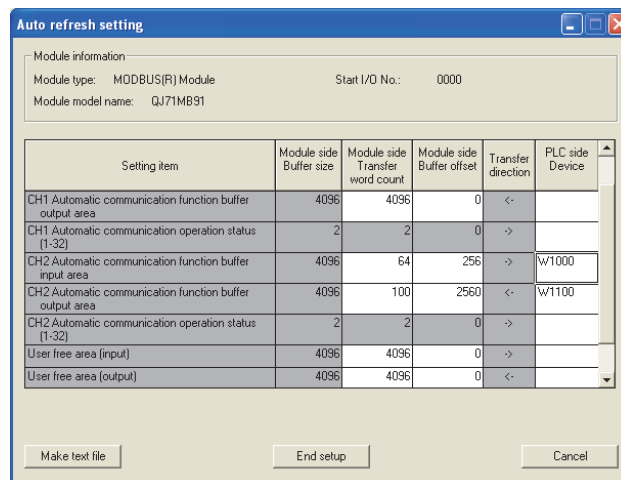 Auto refresh setting
Module information
Module type: MODBUS(R) Module Start I/O No.: 0000
Module model name: QJ71MB91
Setting item Module side Buffer size Module side Transfer word count Module side Buffer offset Transfer direction PLC side Device
CH1 Automatic communication function buffer output area 4096 4096 0 <-
CH1 Automatic communication operation status (1-32) 2 2 0 ->
CH2 Automatic communication function buffer input area 4096 64 256 -> W1000
CH2 Automatic communication function buffer output area 4096 100 2560 <- W1100
CH2 Automatic communication operation status (1-32) 2 2 0 ->
User free area (input) 4096 4096 0 ->
User free area (output) 4096 4096 0 <-
Make text file End setup Cancel